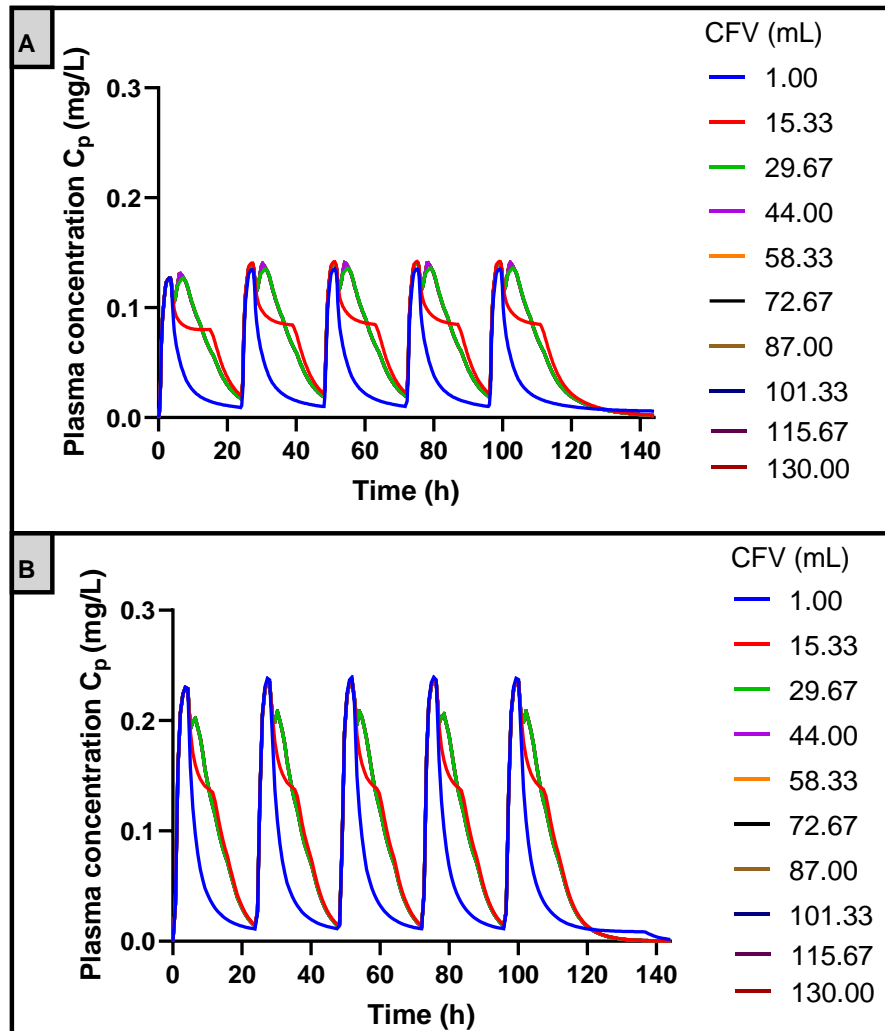 A
CFV (mL)
1.00
15.33
29.67
44.00
58.33
72.67
87.00
101.33
115.67
130.00
Plasma concentration Cp (mg/L)
0.3
0.2
0.1
0.0
0 20 40 60 80 100 120 140
Time (h)
B
CFV (mL)
1.00
15.33
29.67
44.00
58.33
72.67
87.00
101.33
115.67
130.00
Plasma concentration Cp (mg/L)
0.3
0.2
0.1
0.0
0 20 40 60 80 100 120 140
Time (h)